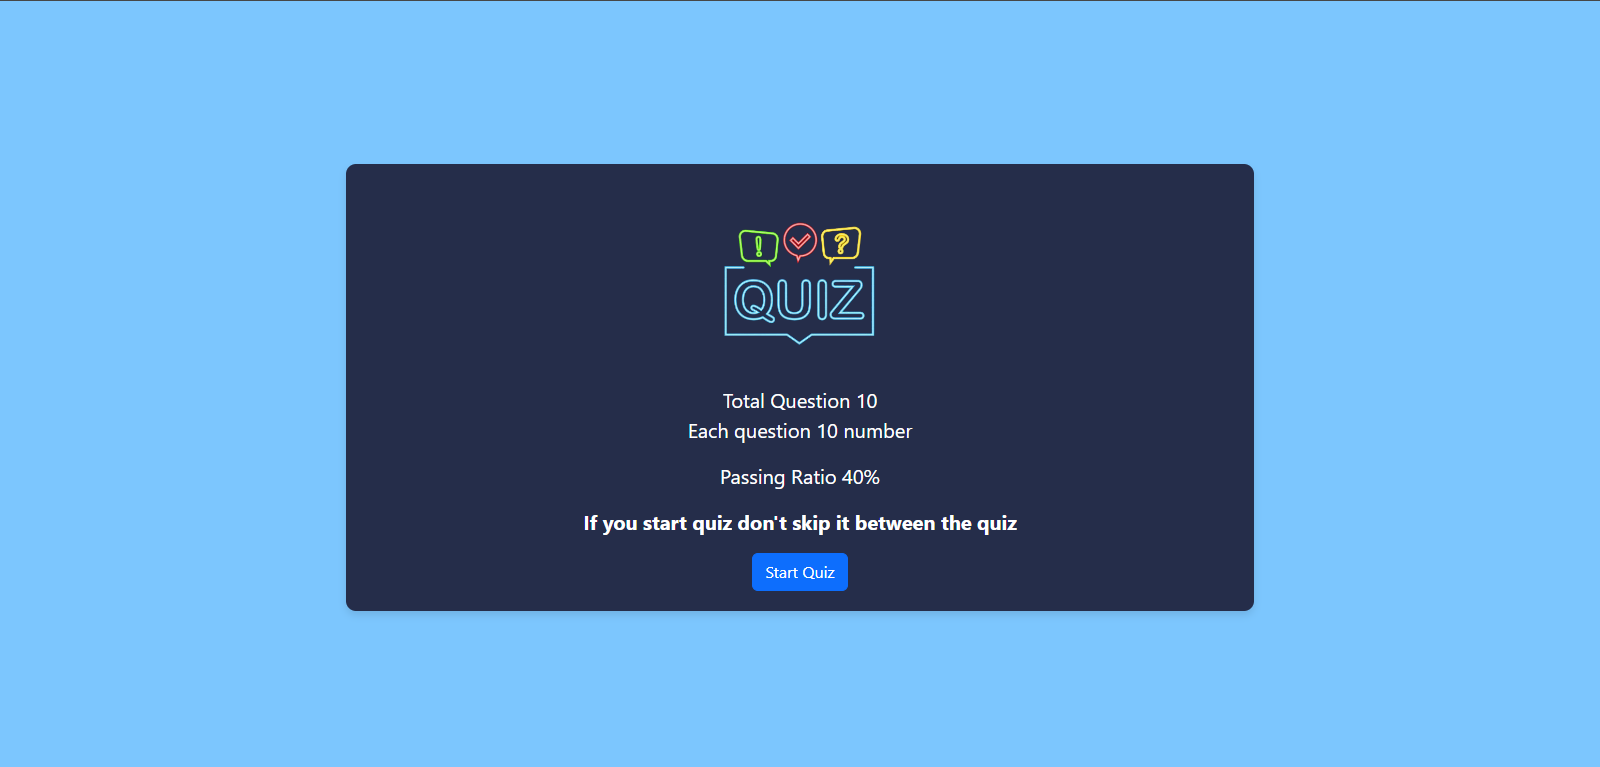 ! ?
QUIZ
Total Question 10
Each question 10 number
Passing Ratio 40%
If you start quiz don't skip it between the quiz
Start Quiz